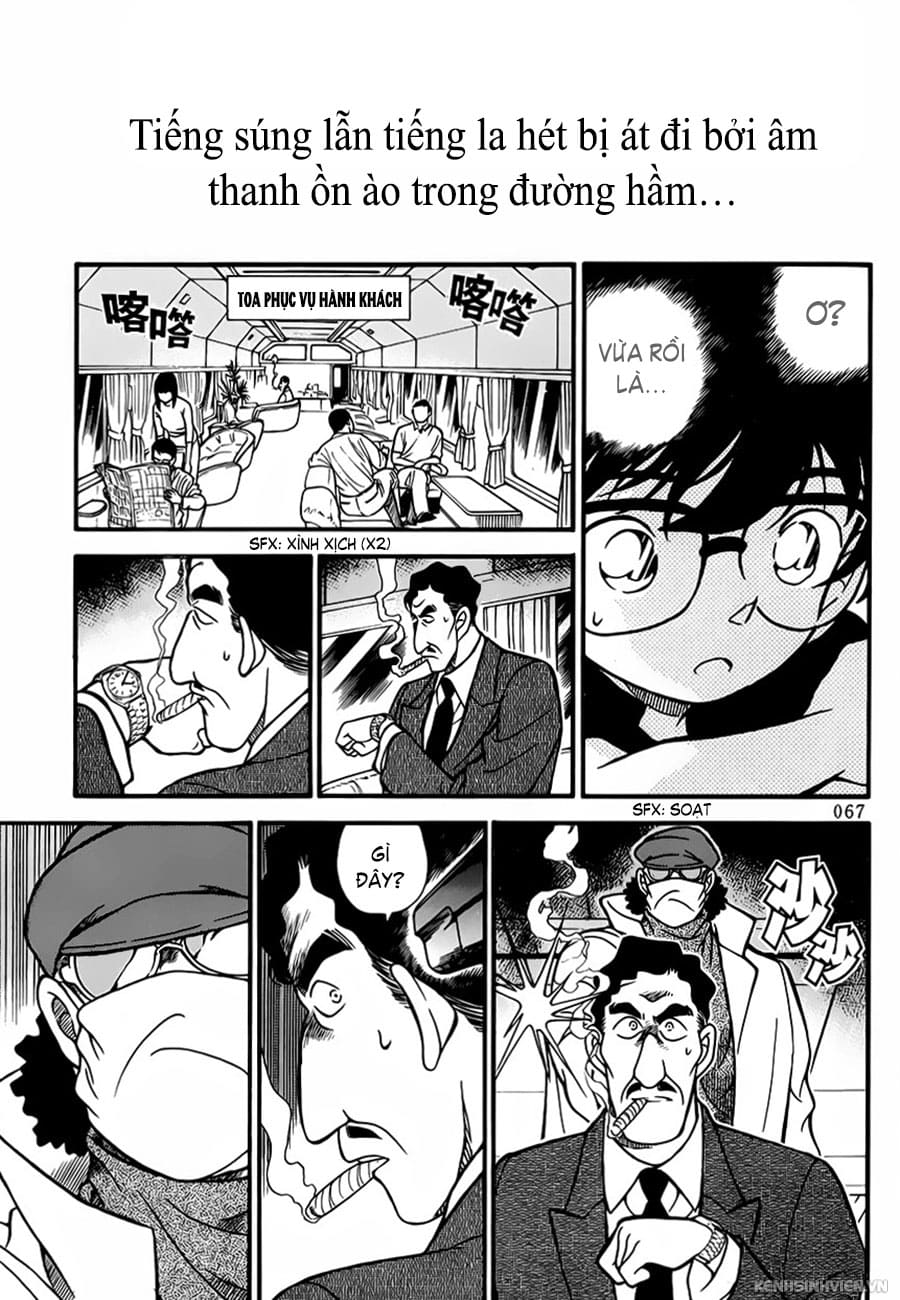 Tiếng súng lẫn tiếng la hét bị át đi bởi âm
thanh ồn ào trong đường hầm…
Ơ?
VỪA RỒI
LÀ...
喀嗒
TOA PHỤC VỤ HÀNH KHÁCH
喀嗒
SFX: XÌNH XỊCH (X2)
SFX: SOẠT
067
沙沙
GÌ
ĐÂY?
KENHSINHVIEN.VN